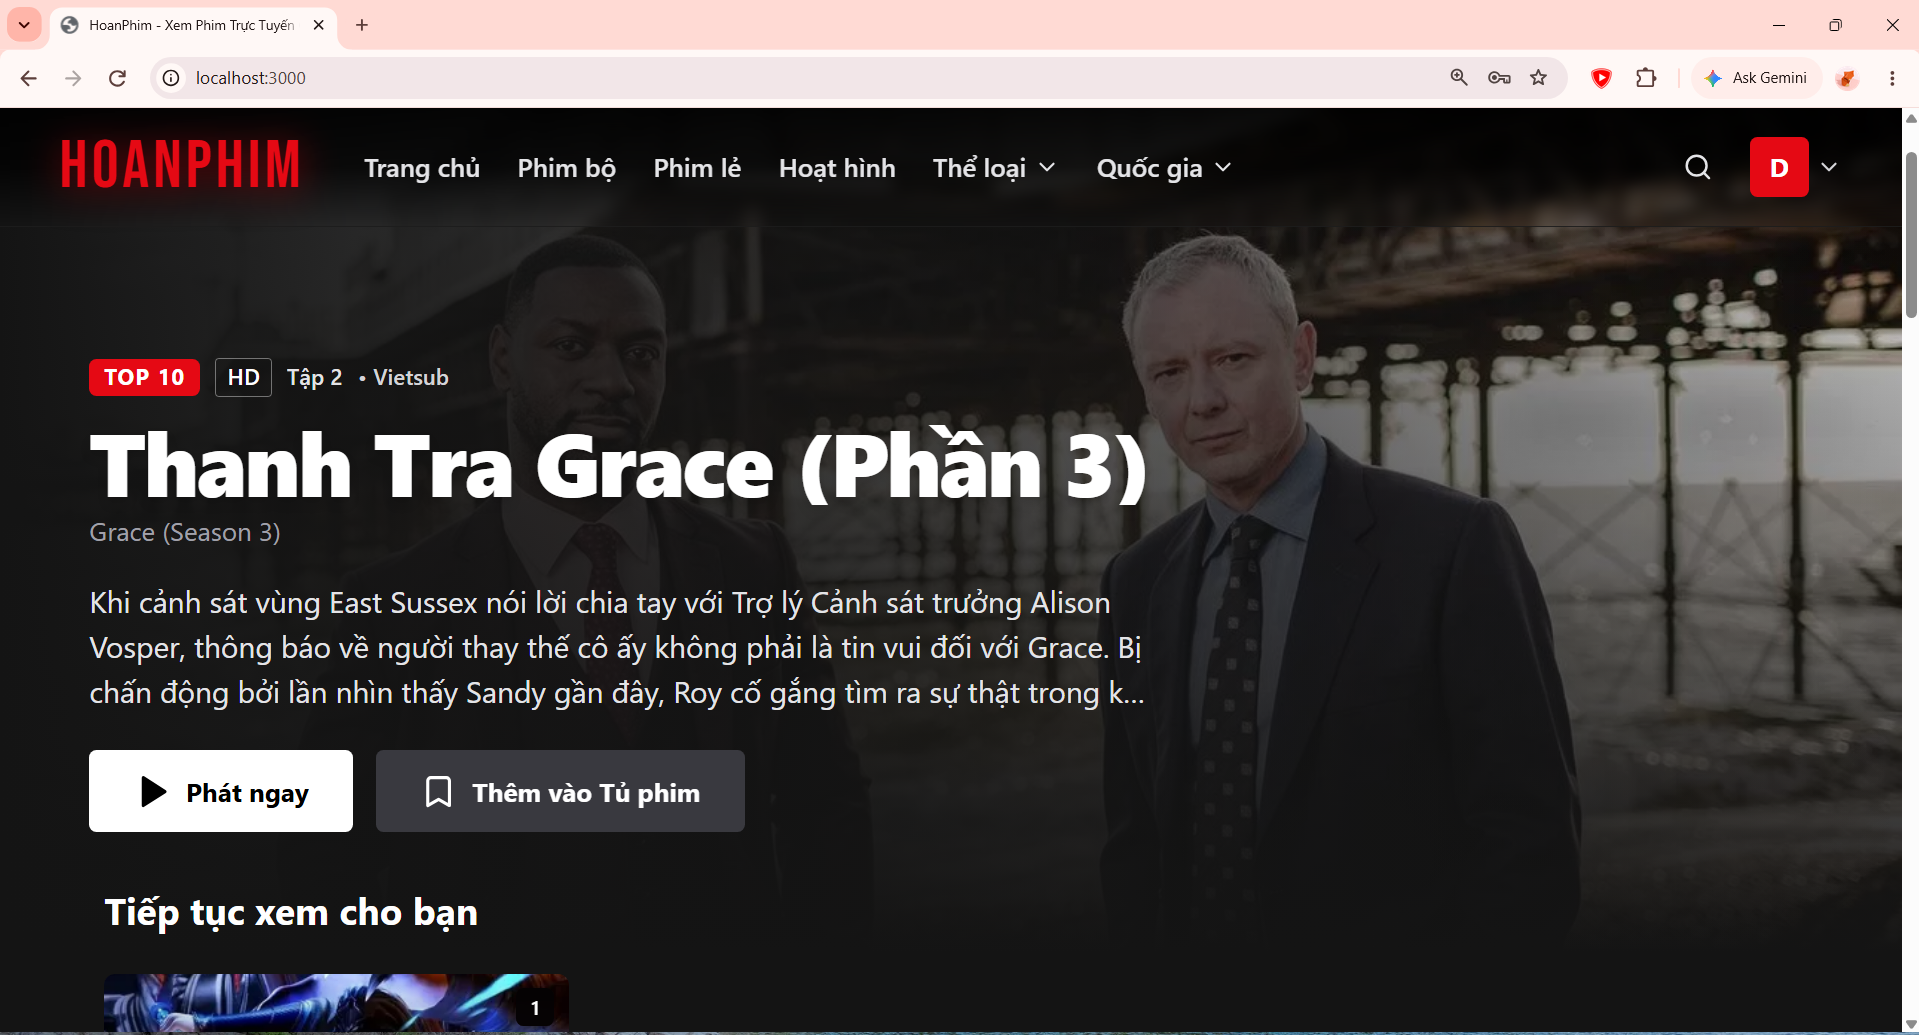 HoanPhim - Xem Phim Trực Tuyến
localhost:3000
Ask Gemini
HOANPHIM
Trang chủ
Phim bộ
Phim lẻ
Hoạt hình
Thể loại
Quốc gia
D
TOP 10
HD
Tập 2
• Vietsub
Thanh Tra Grace (Phần 3)
Grace (Season 3)
Khi cảnh sát vùng East Sussex nói lời chia tay với Trợ lý Cảnh sát trưởng Alison
Vosper, thông báo về người thay thế cô ấy không phải là tin vui đối với Grace. Bị
chấn động bởi lần nhìn thấy Sandy gần đây, Roy cố gắng tìm ra sự thật trong k...
Phát ngay
Thêm vào Tủ phim
Tiếp tục xem cho bạn
1